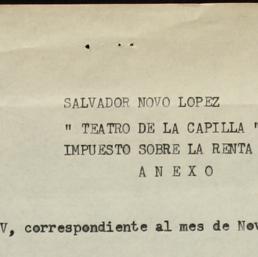 SALVADOR NOVO LOPEZ
" TEATRO DE LA CAPILLA "
IMPUESTO SOBRE LA RENTA
A N E X O
V, correspondiente al mes de Nov